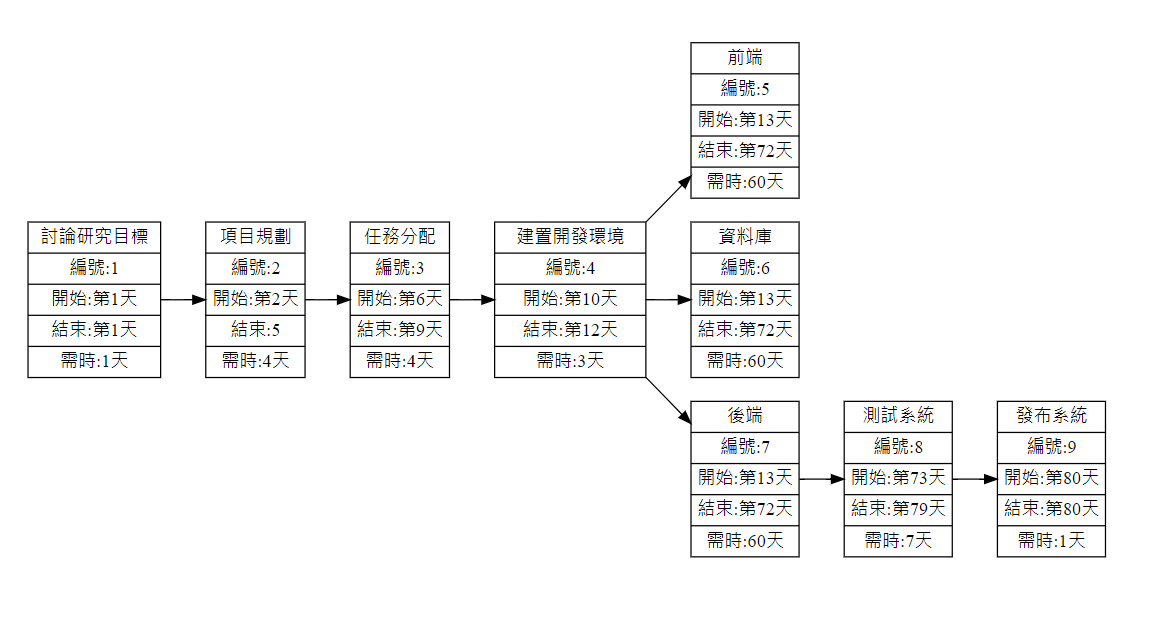 討論研究目標
編號:1
開始:第1天
結束:第1天
需時:1天
項目規劃
編號:2
開始:第2天
結束:5
需時:4天
任務分配
編號:3
開始:第6天
結束:第9天
需時:4天
建置開發環境
編號:4
開始:第10天
結束:第12天
需時:3天
前端
編號:5
開始:第13天
結束:第72天
需時:60天
資料庫
編號:6
開始:第13天
結束:第72天
需時:60天
後端
編號:7
開始:第13天
結束:第72天
需時:60天
測試系統
編號:8
開始:第73天
結束:第79天
需時:7天
發布系統
編號:9
開始:第80天
結束:第80天
需時:1天